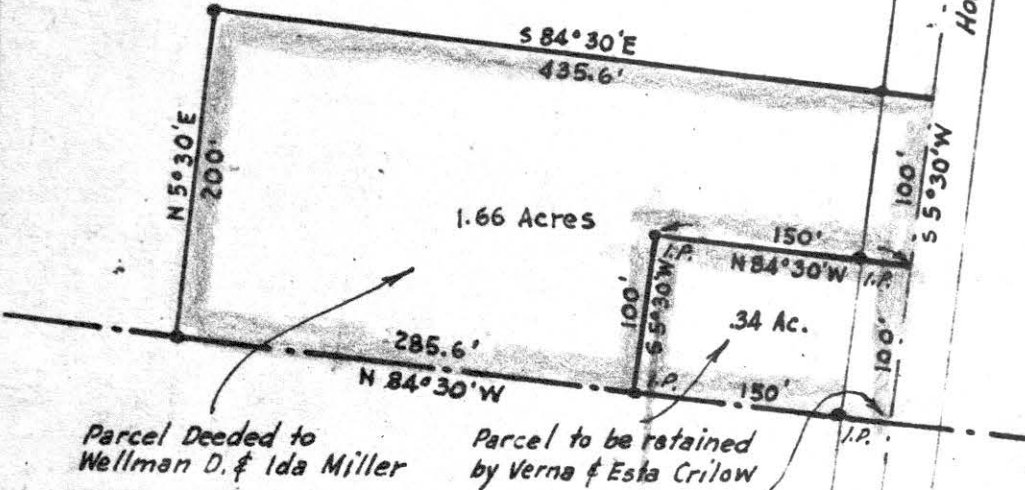 S 84°30'E
435.6'
Ho
N 5°30'E
200'
100'
S 5°30'W
1.66 Acres
150'
N 84°30'W
I.P.
I.P.
100'
S 5°30'W
.34 Ac.
100'
285.6'
N 84°30'W
I.P.
150'
I.P.
Parcel Deeded to
Wellman D. & Ida Miller
Parcel to be retained
by Verna & Esta Crilow